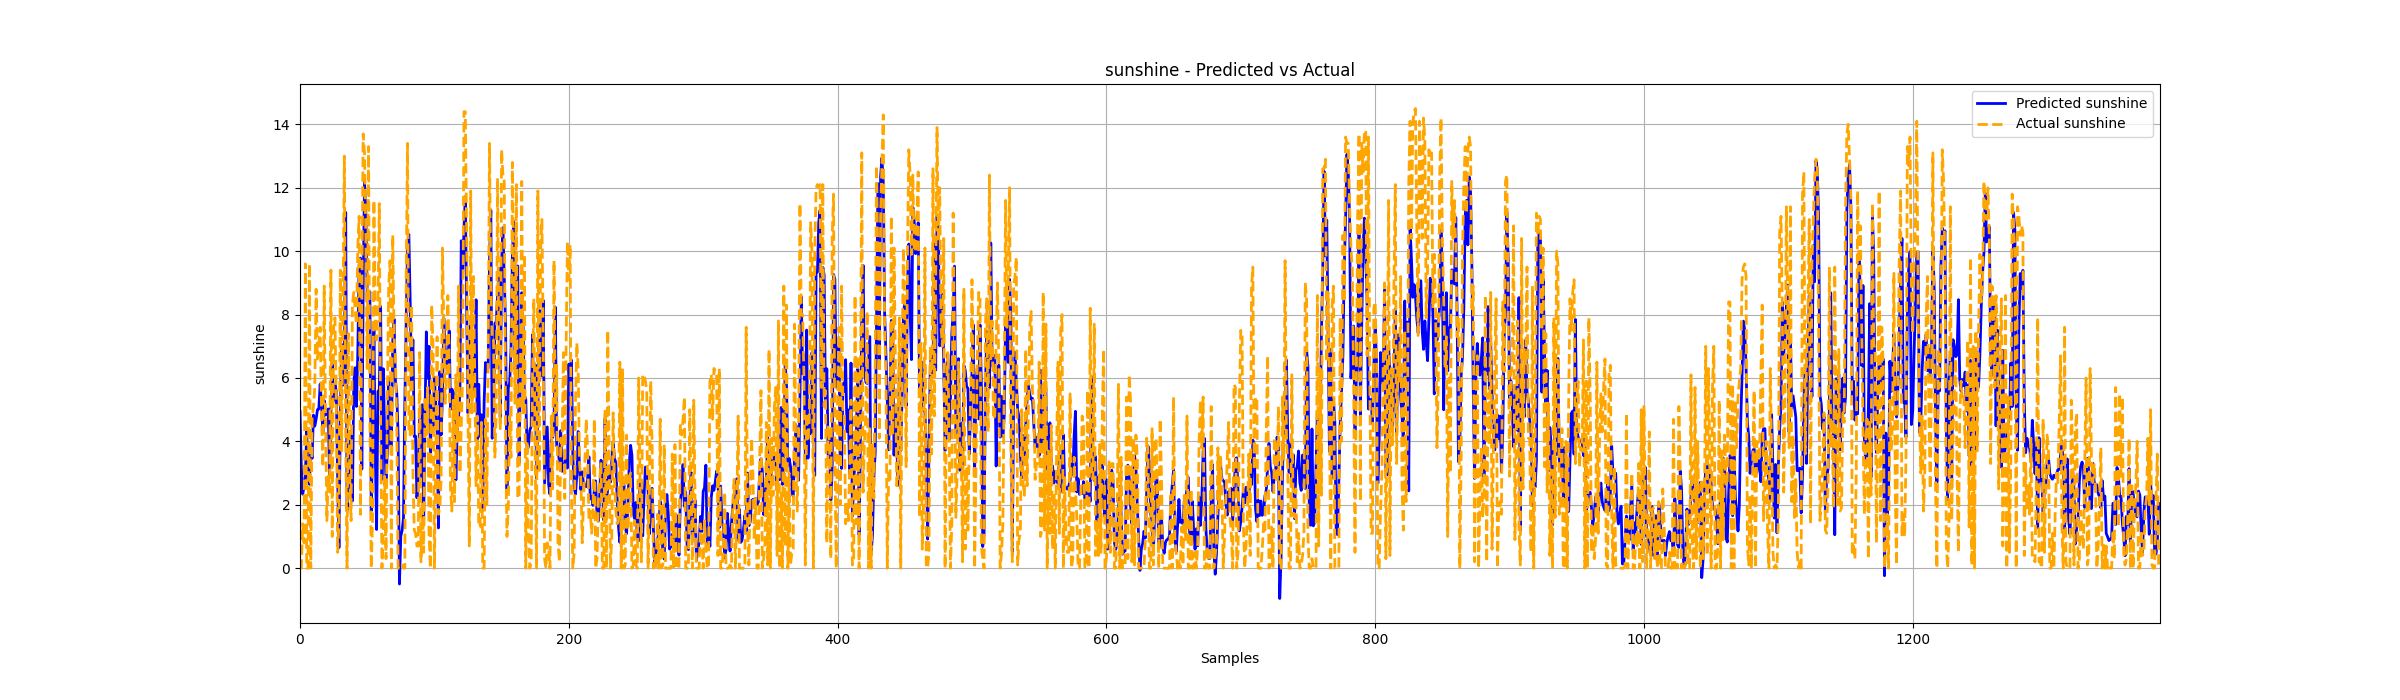 sunshine - Predicted vs Actual
Predicted sunshine
Actual sunshine
sunshine
14
12
10
8
6
4
2
0
0 200 400 600 800 1000 1200
Samples